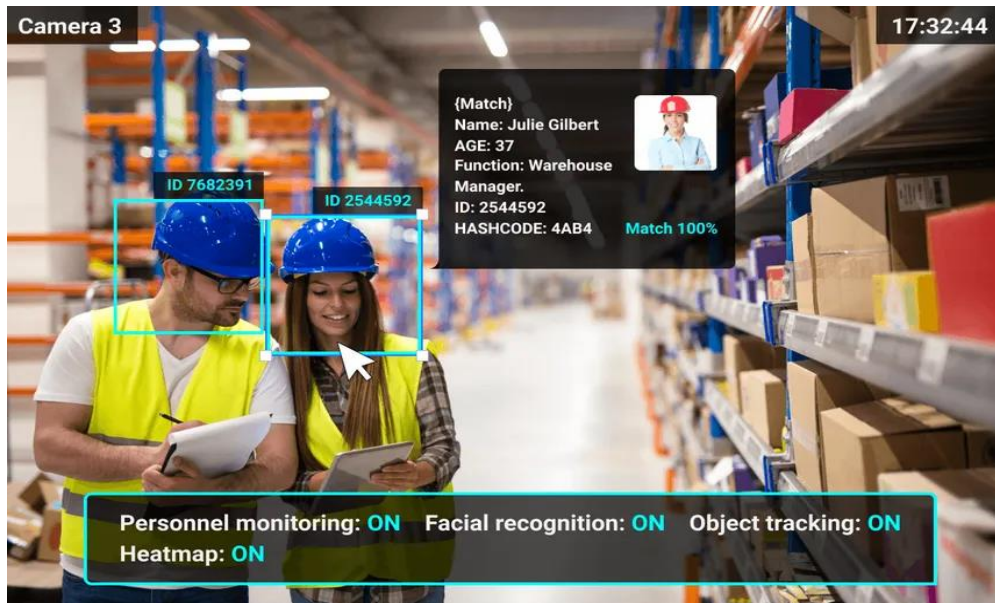 Camera 3
17:32:44
{Match}
Name: Julie Gilbert
AGE: 37
Function: Warehouse
Manager.
ID: 2544592
HASHCODE: 4AB4
Match 100%
ID 7682391
ID 2544592
Personnel monitoring: ON Facial recognition: ON Object tracking: ON
Heatmap: ON